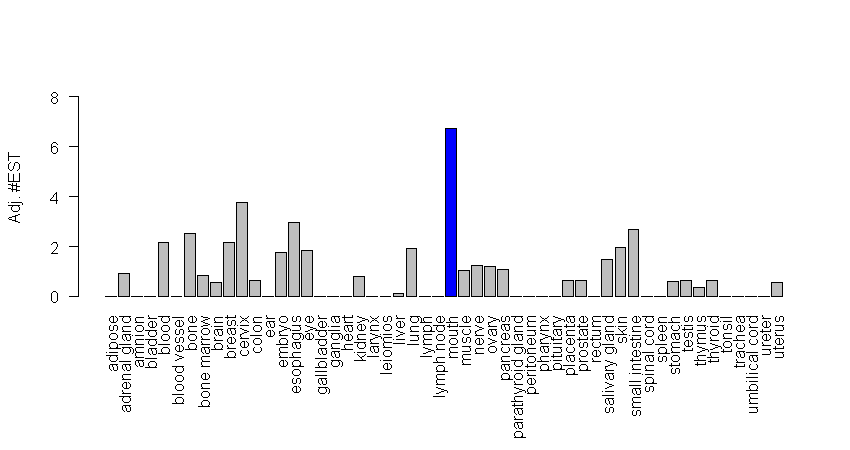 8
6
4
2
0
Adj. #EST
adipose
adrenal gland
amnion
bladder
blood
blood vessel
bone
bone marrow
brain
breast
cervix
colon
ear
embryo
esophagus
eye
gallbladder
ganglia
heart
kidney
larynx
leiomios
liver
lung
lymph
lymph node
mouth
muscle
nerve
ovary
pancreas
parathyroid gland
peritoneum
pharynx
pituitary
placenta
prostate
rectum
salivary gland
skin
small intestine
spinal cord
spleen
stomach
testis
thymus
thyroid
tonsil
trachea
umbilical cord
ureter
uterus